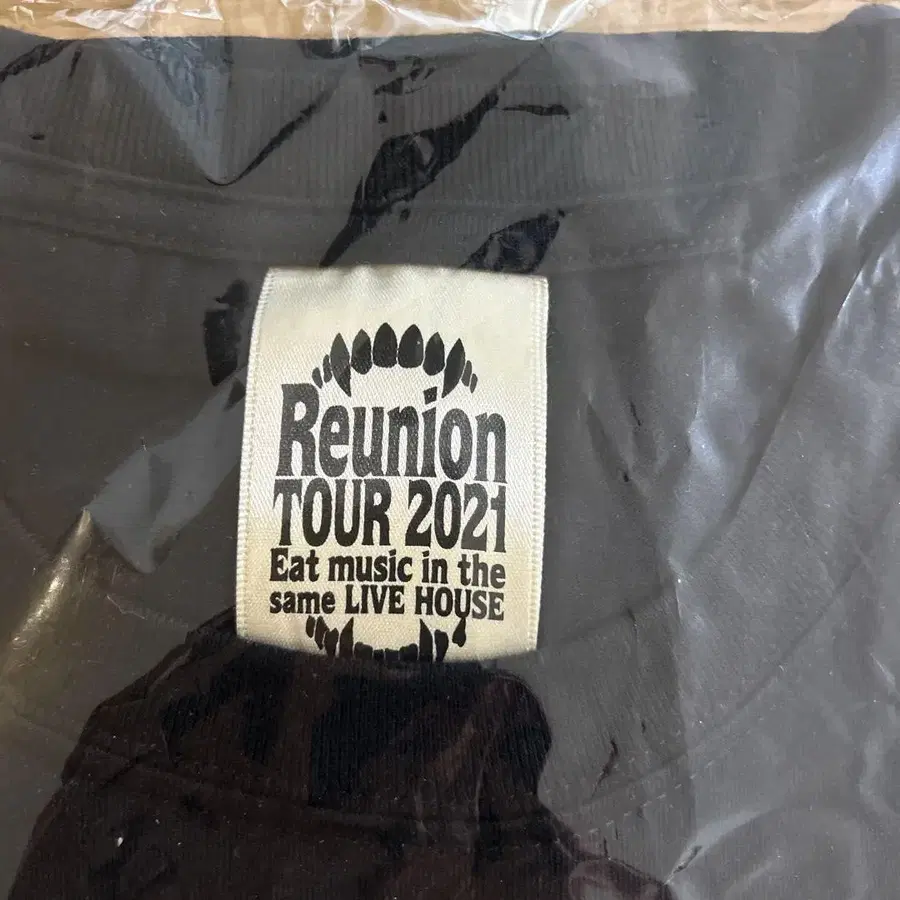 Reunion
TOUR 2021
Eat music in the
same LIVE HOUSE